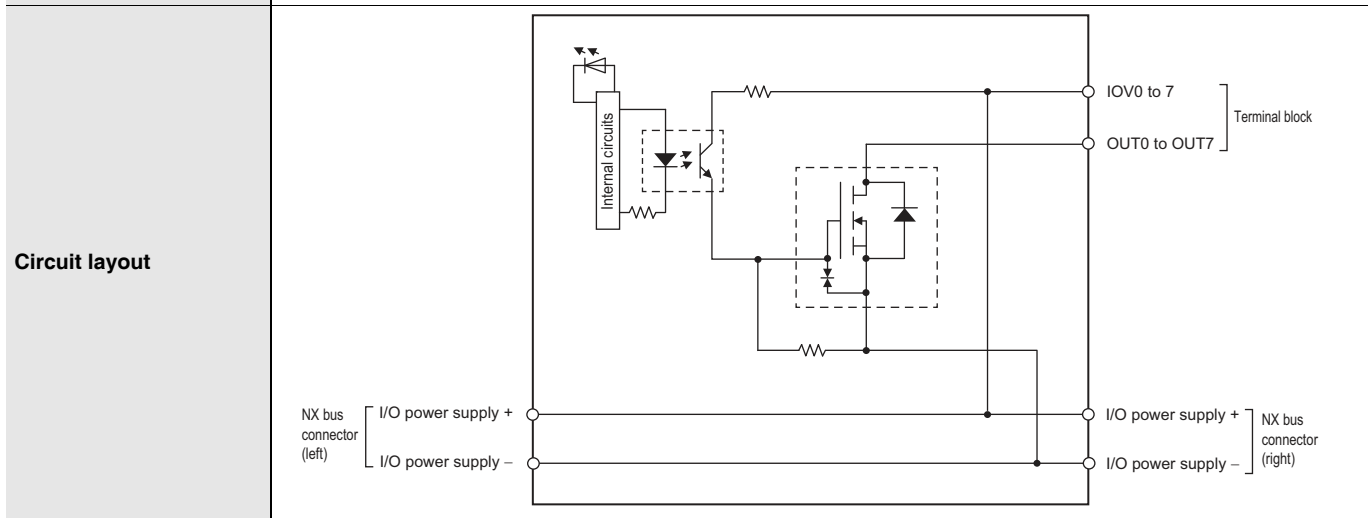 Circuit layout
Internal circuits
IOV0 to 7
Terminal block
OUT0 to OUT7
NX bus
connector
(left)
I/O power supply +
I/O power supply –
I/O power supply +
I/O power supply –
NX bus
connector
(right)